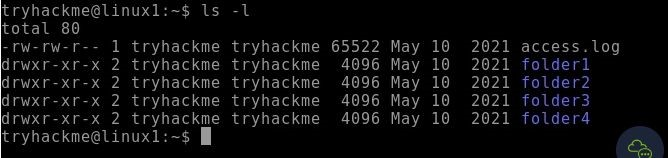 tryhackme@linux1:~$ ls -l
total 80
-rw-rw-r-- 1 tryhackme tryhackme 65522 May 10  2021 access.log
drwxr-xr-x 2 tryhackme tryhackme  4096 May 10  2021 folder1
drwxr-xr-x 2 tryhackme tryhackme  4096 May 10  2021 folder2
drwxr-xr-x 2 tryhackme tryhackme  4096 May 10  2021 folder3
drwxr-xr-x 2 tryhackme tryhackme  4096 May 10  2021 folder4
tryhackme@linux1:~$